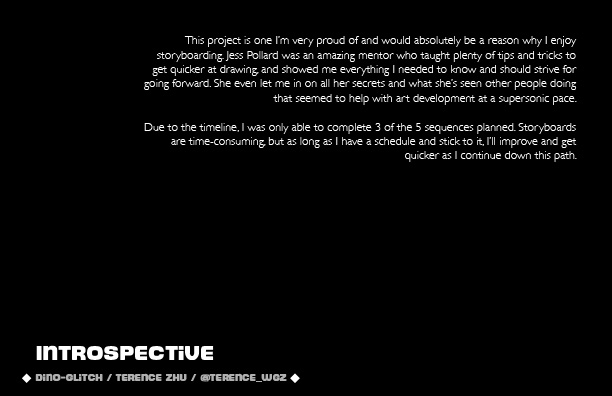 This project is one I'm very proud of and would absolutely be a reason why I enjoy
storyboarding. Jess Pollard was an amazing mentor who taught plenty of tips and tricks to
get quicker at drawing, and showed me everything I needed to know and should strive for
going forward. She even let me in on all her secrets and what she's seen other people doing
that seemed to help with art development at a supersonic pace.
Due to the timeline, I was only able to complete 3 of the 5 sequences planned. Storyboards
are time-consuming, but as long as I have a schedule and stick to it, I'll improve and get
quicker as I continue down this path.
INTROSPECTIVE
DINO-GLITCH / TERENCE ZHU / @TERENCE_WGZ